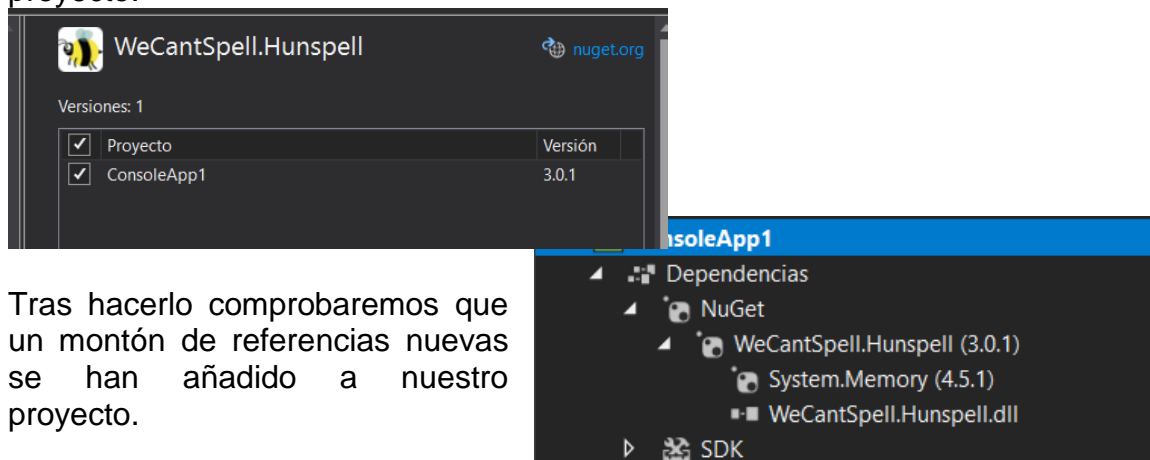 proyecto.
WeCantSpell.Hunspell
nuget.org
Versiones: 1
Proyecto Versión
ConsoleApp1 3.0.1
Tras hacerlo comprobaremos que
un montón de referencias nuevas
se han añadido a nuestro
proyecto.
nsoleApp1
Dependencias
NuGet
WeCantSpell.Hunspell (3.0.1)
System.Memory (4.5.1)
WeCantSpell.Hunspell.dll
SDK